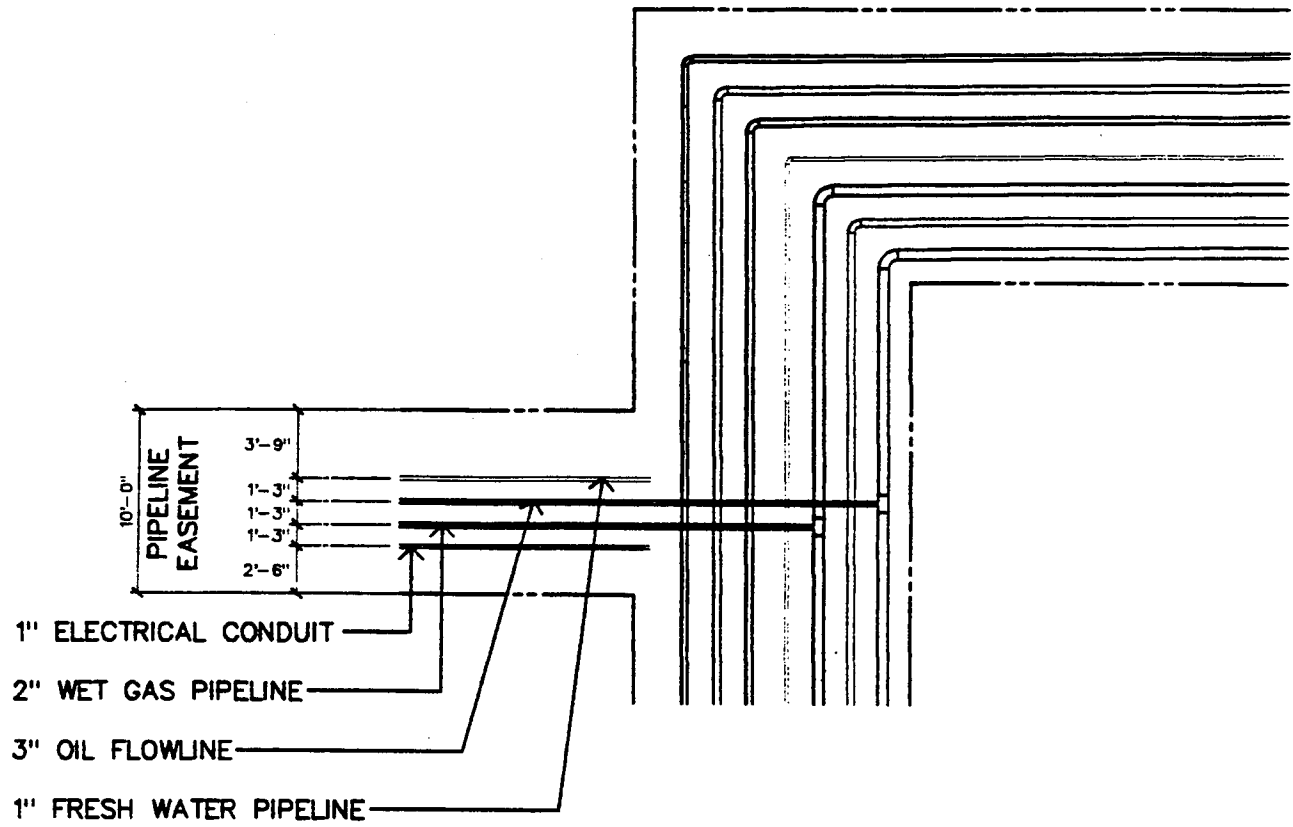 10'-0"
PIPELINE
EASEMENT
3'-9"
1'-3"
1'-3"
1'-3"
2'-6"
1" ELECTRICAL CONDUIT
2" WET GAS PIPELINE
3" OIL FLOWLINE
1" FRESH WATER PIPELINE